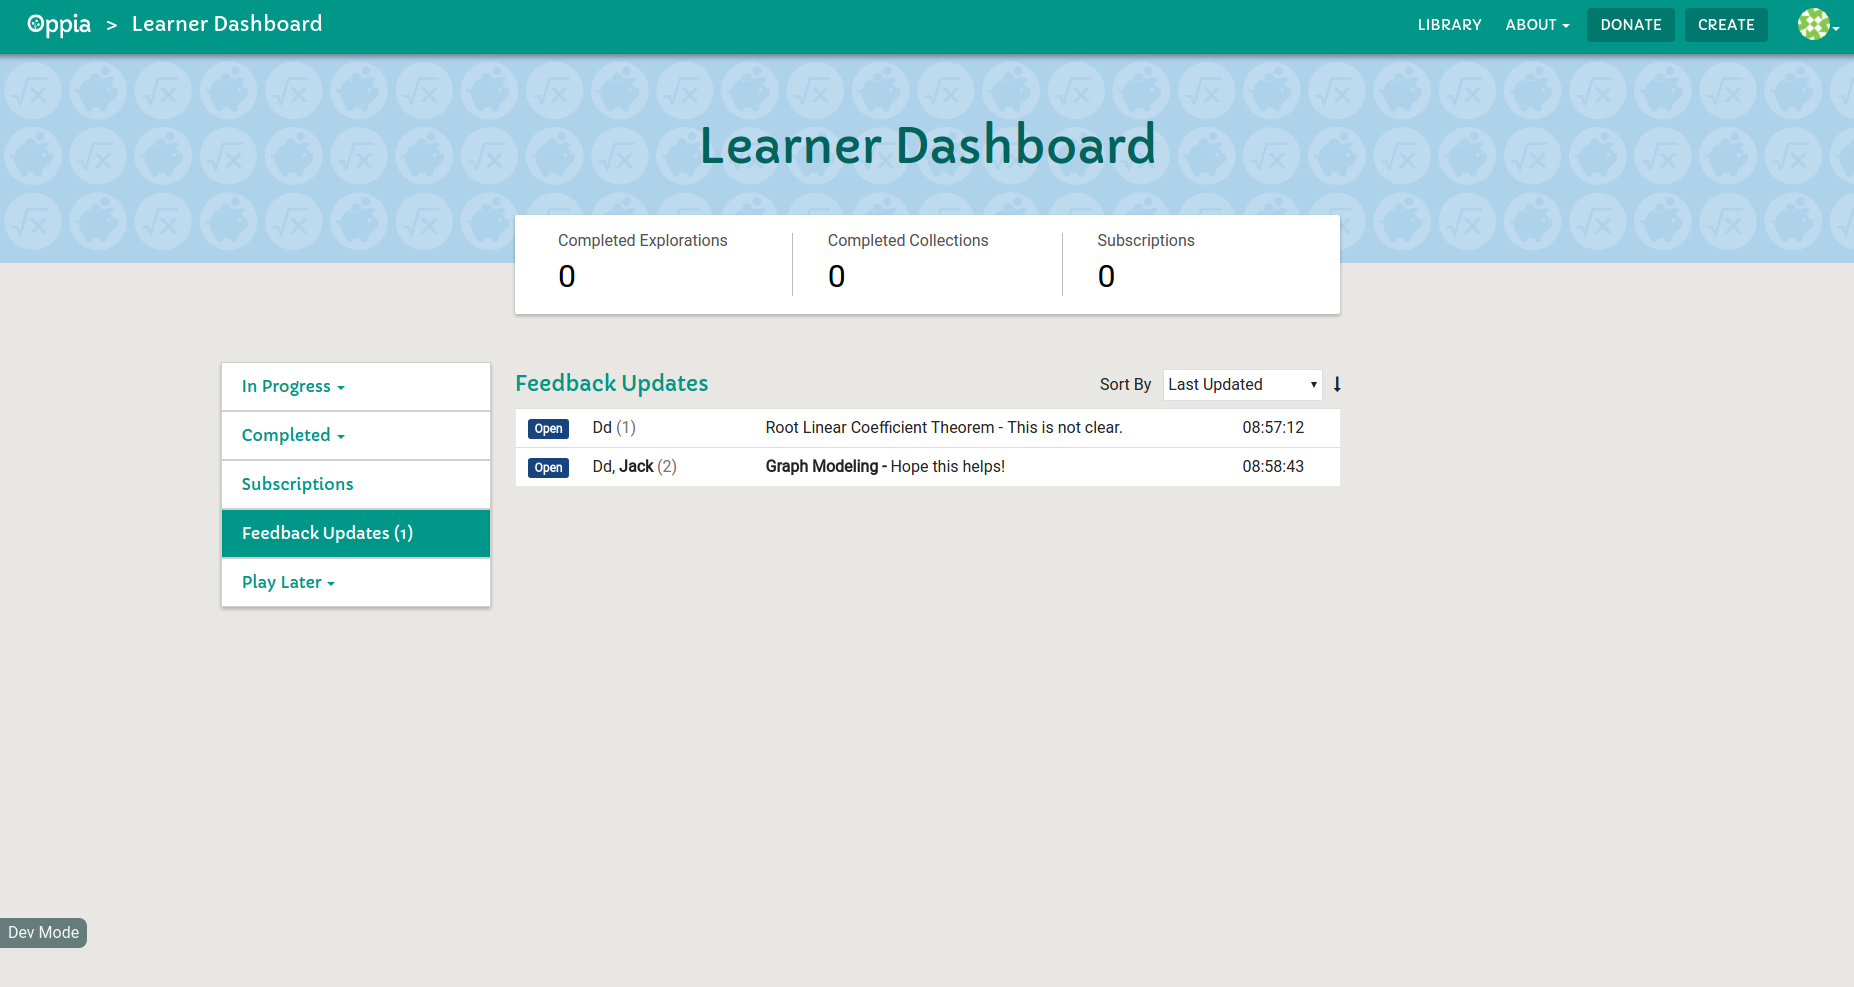 Oppia > Learner Dashboard
LIBRARY ABOUT DONATE CREATE
Learner Dashboard
Completed Explorations
0
Completed Collections
0
Subscriptions
0
In Progress
Completed
Subscriptions
Feedback Updates (1)
Play Later
Feedback Updates
Sort By Last Updated
Open Dd (1) Root Linear Coefficient Theorem - This is not clear. 08:57:12
Open Dd, Jack (2) Graph Modeling - Hope this helps! 08:58:43
Dev Mode